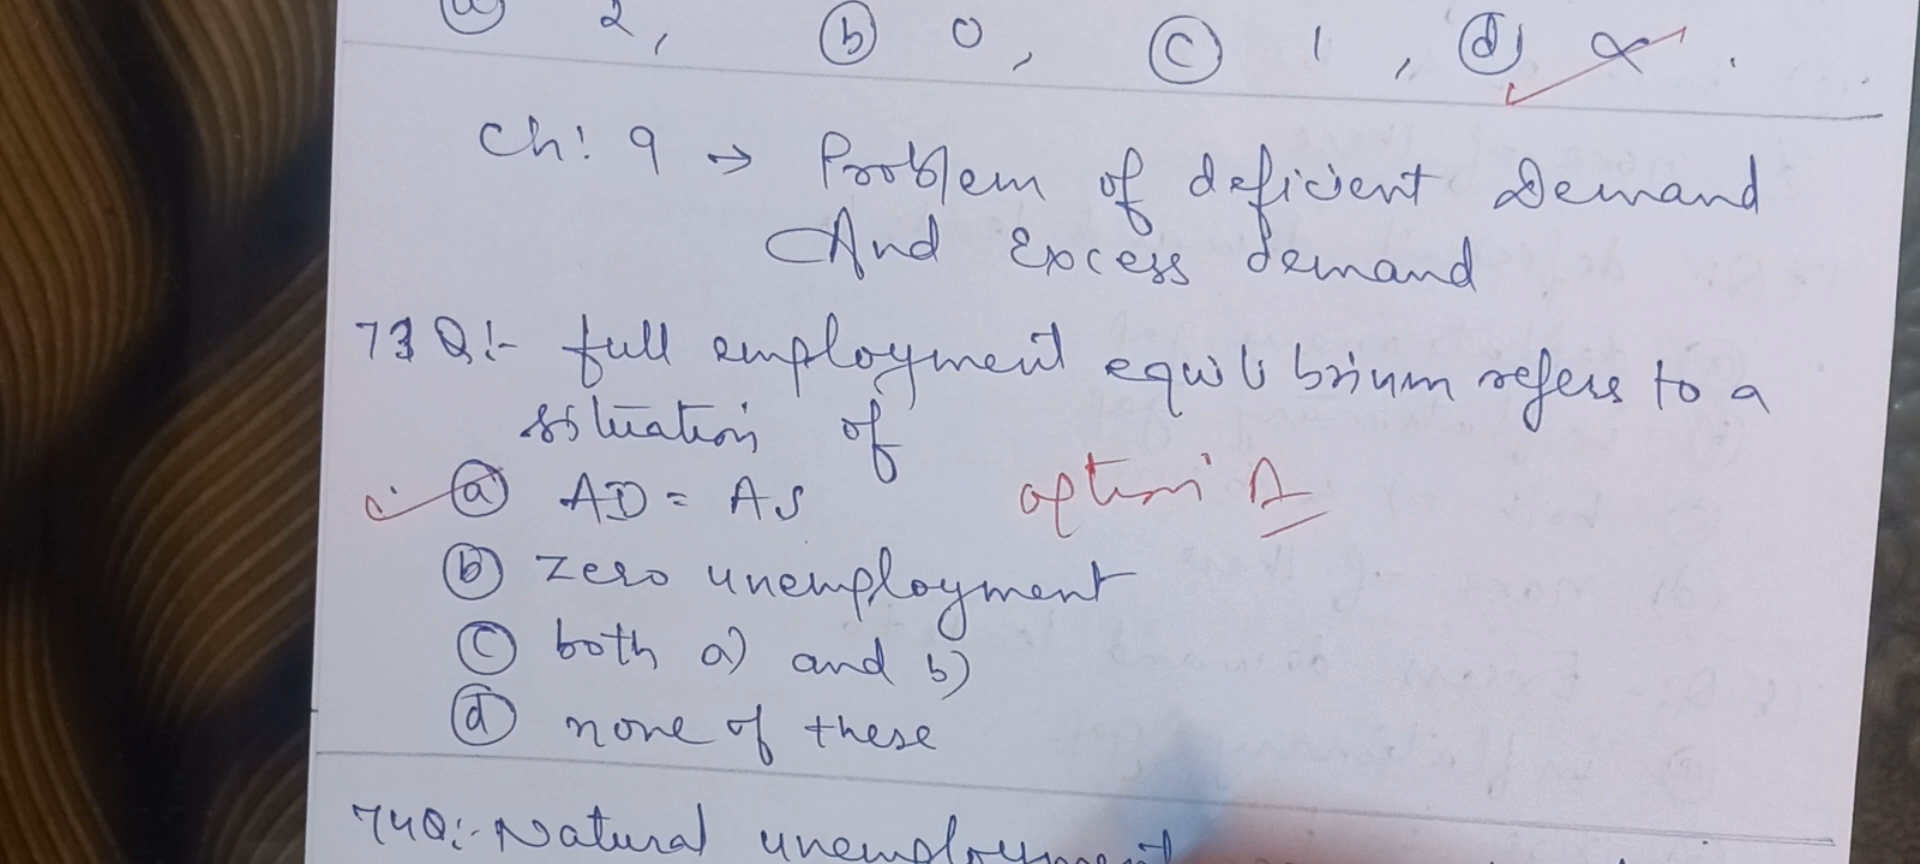 (a) 2, (b) 0, (c) 1, (d) ∝.
Ch: 9 → Problem of deficient Demand
And Excess demand
73 Q:- full employment equilibrium refers to a
situation of
(a) AD = AS option A
(b) Zero unemployment
(c) both a) and b)
(d) none of these
74Q:- Natural unemployment